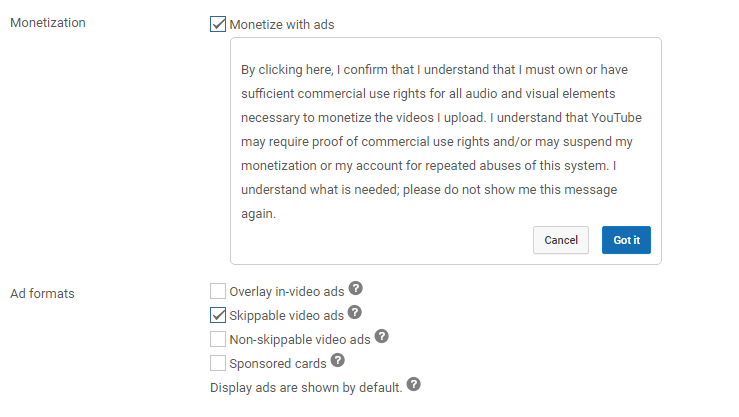 Monetization
Monetize with ads
By clicking here, I confirm that I understand that I must own or have
sufficient commercial use rights for all audio and visual elements
necessary to monetize the videos I upload. I understand that YouTube
may require proof of commercial use rights and/or may suspend my
monetization or my account for repeated abuses of this system. I
understand what is needed; please do not show me this message
again.
Cancel Got it
Ad formats
Overlay in-video ads ?
Skippable video ads ?
Non-skippable video ads ?
Sponsored cards ?
Display ads are shown by default. ?